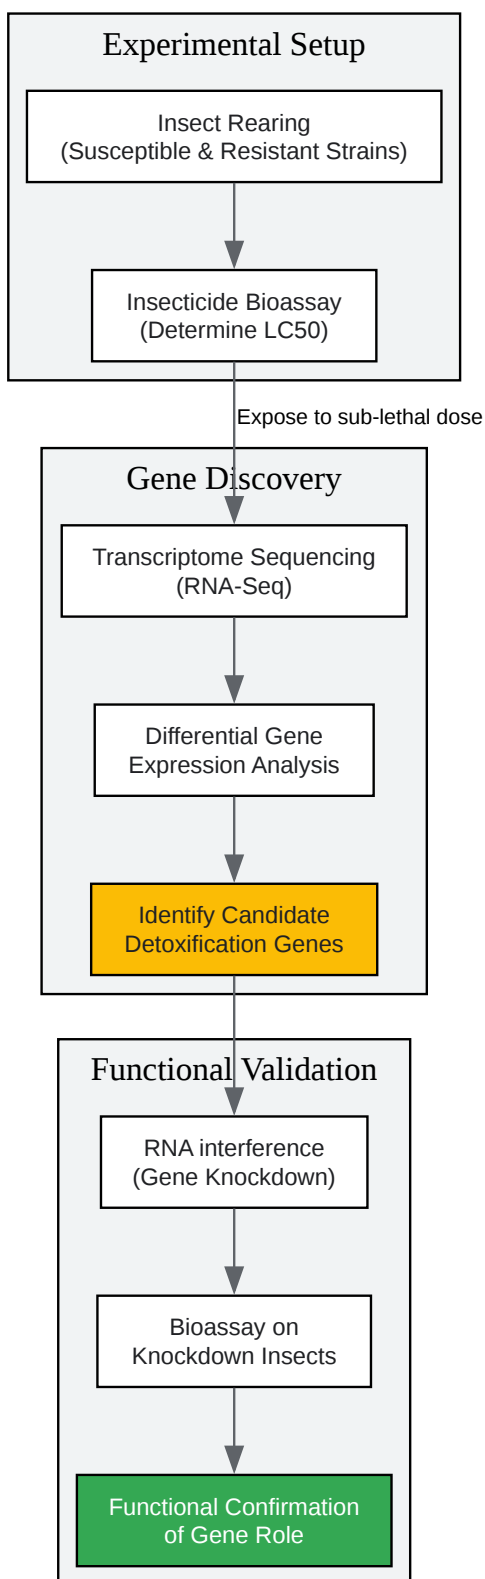 Experimental Setup
Insect Rearing
(Susceptible & Resistant Strains)
Insecticide Bioassay
(Determine LC50)
Expose to sub-lethal dose
Gene Discovery
Transcriptome Sequencing
(RNA-Seq)
Differential Gene
Expression Analysis
Identify Candidate
Detoxification Genes
Functional Validation
RNA interference
(Gene Knockdown)
Bioassay on
Knockdown Insects
Functional Confirmation
of Gene Role